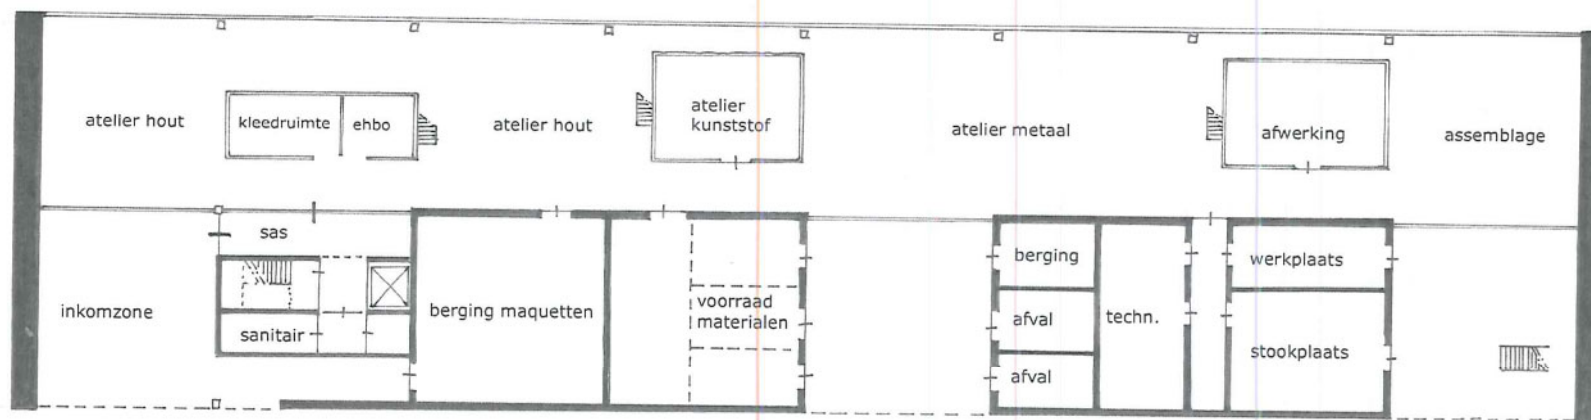 atelier hout
kleedruimte
ehbo
atelier hout
atelier
kunststof
atelier metaal
afwerking
assemblage
sas
inkomzone
sanitair
berging maquetten
voorraad
materialen
berging
afval
afval
techn.
werkplaats
stookplaats